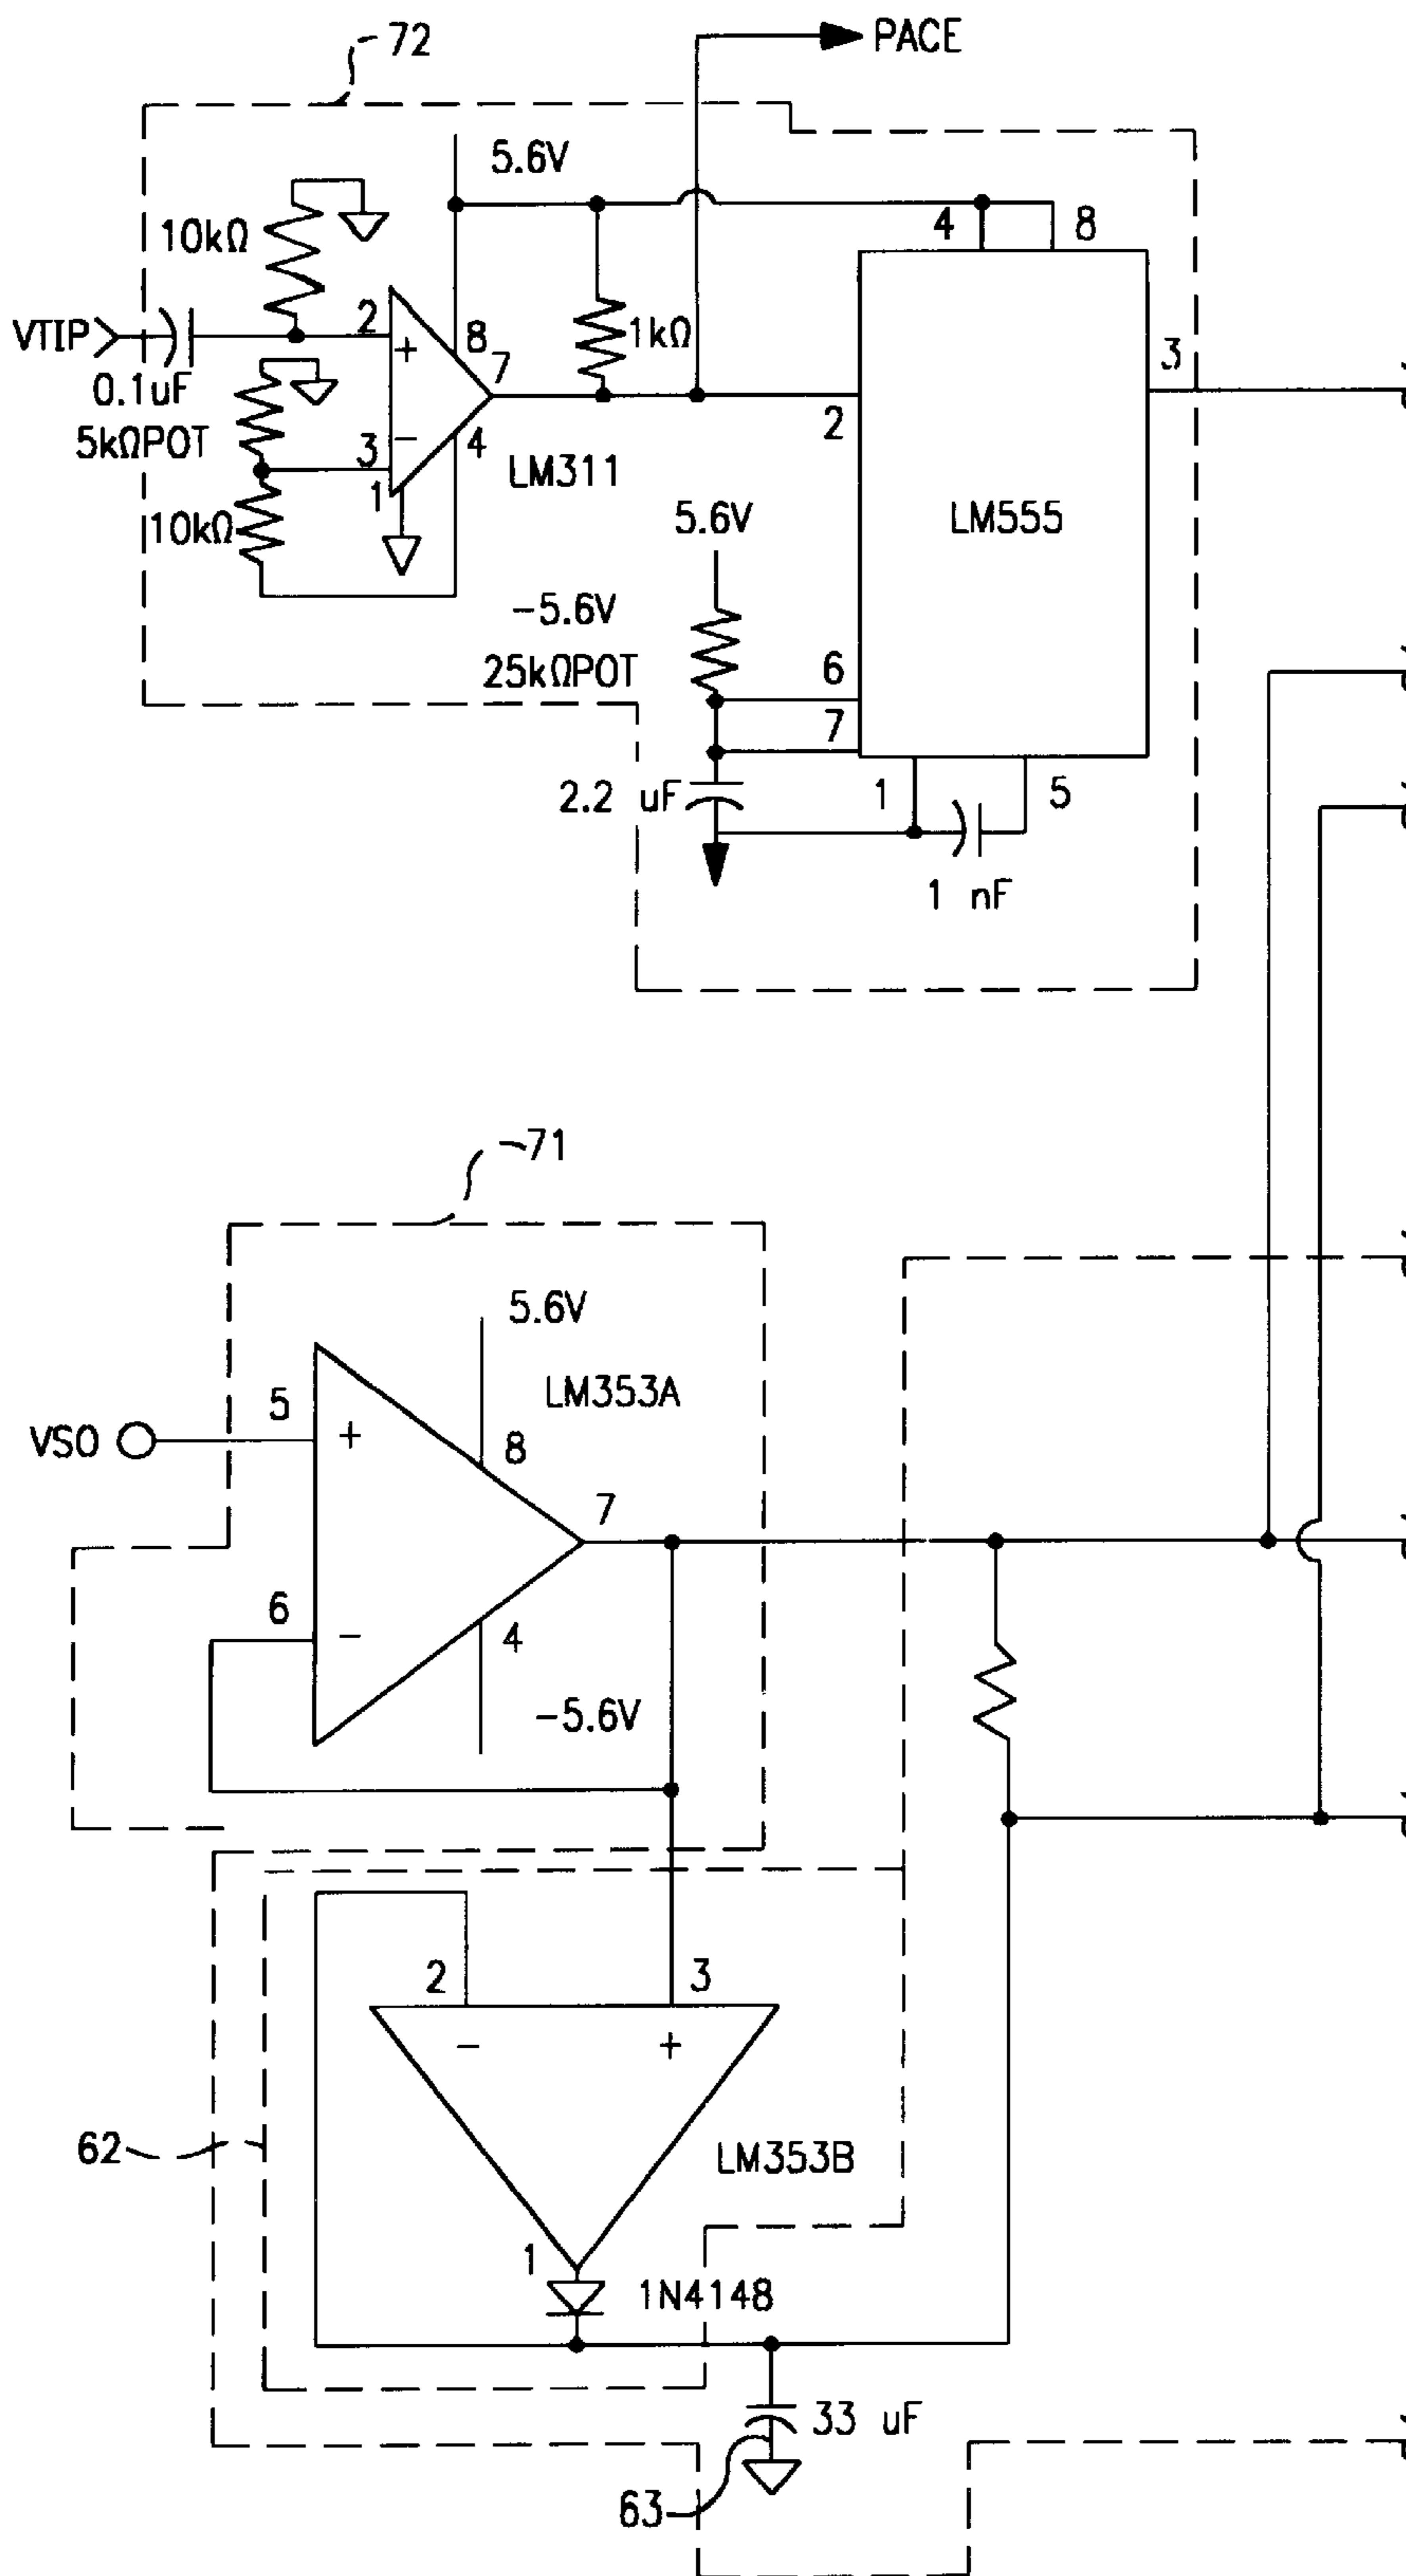 72
PACE
5.6V
10kΩ
4
8
VTIP
2
+
8
7
1kΩ
3
0.1uF
5kΩPOT
3
−
4
2
1
LM311
10kΩ
5.6V
LM555
−5.6V
25kΩPOT
6
7
2.2 uF
1
5
1 nF
71
5.6V
LM353A
5
VSO
+
8
7
6
−
4
−5.6V
2
3
−
+
62
LM353B
1
1N4148
33 uF
63